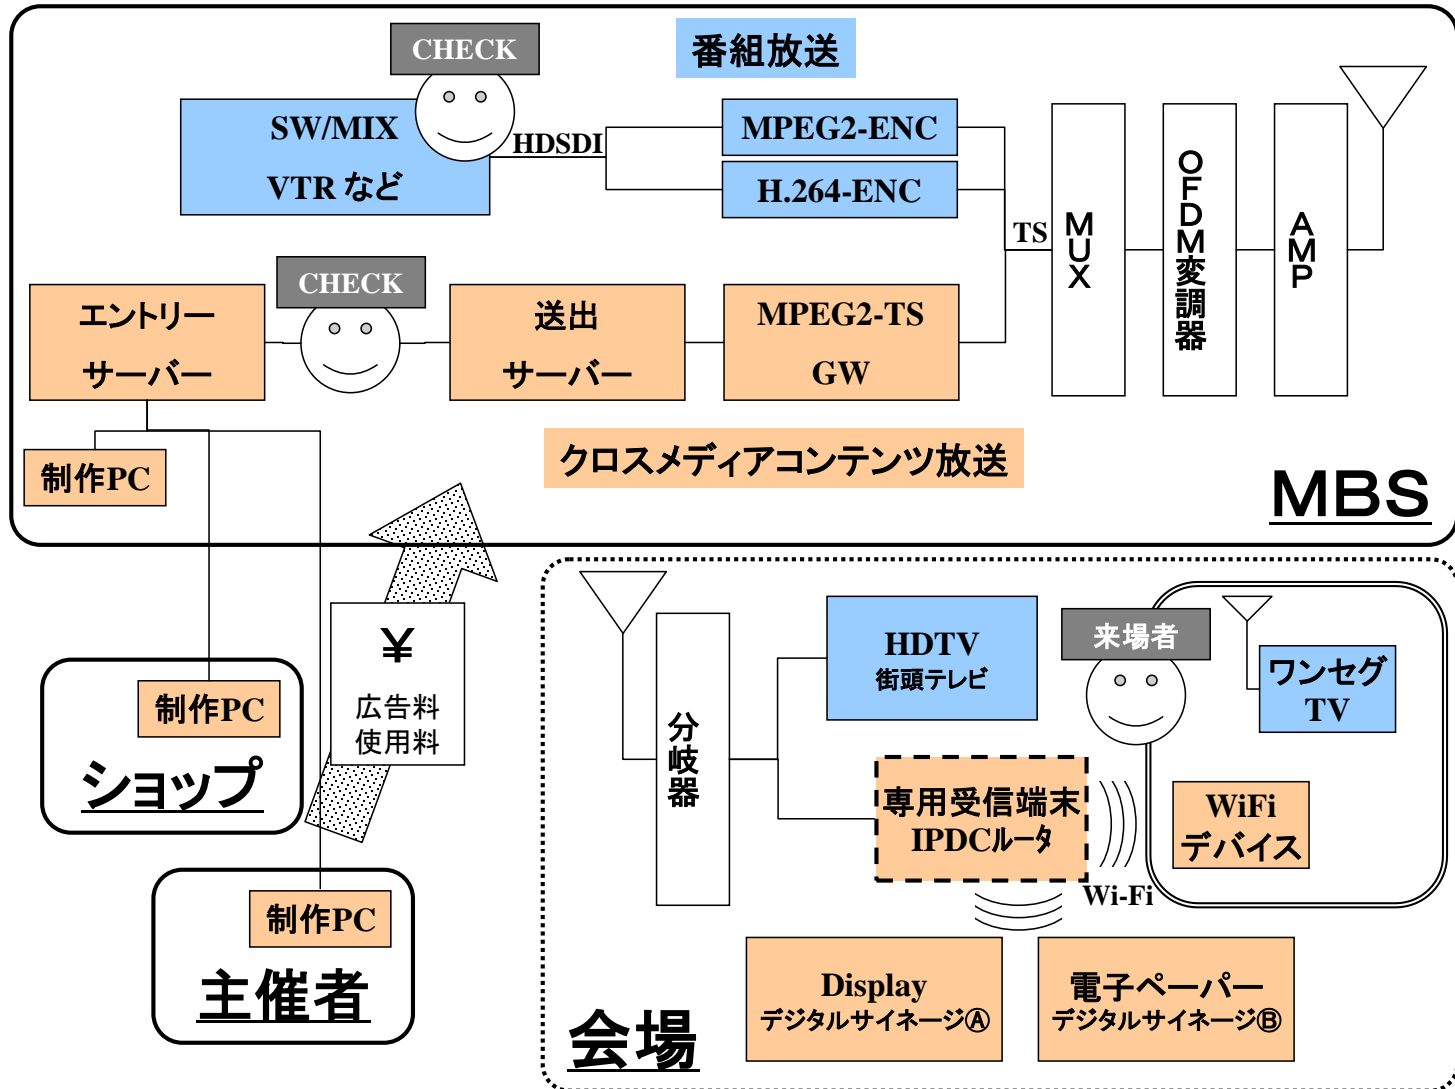 CHECK
番組放送
SW/MIX
VTR など
HDSDI
MPEG2-ENC
H.264-ENC
TS
MUX
OFDM変調器
AMP
CHECK
エントリー
サーバー
送出
サーバー
MPEG2-TS
GW
制作PC
クロスメディアコンテンツ放送
MBS
¥
広告料
使用料
制作PC
ショップ
制作PC
主催者
分岐器
HDTV
街頭テレビ
来場者
ワンセグ
TV
専用受信端末
IPDCルータ
WiFi
デバイス
Wi-Fi
Display
デジタルサイネージⒶ
電子ペーパー
デジタルサイネージⒷ
会場